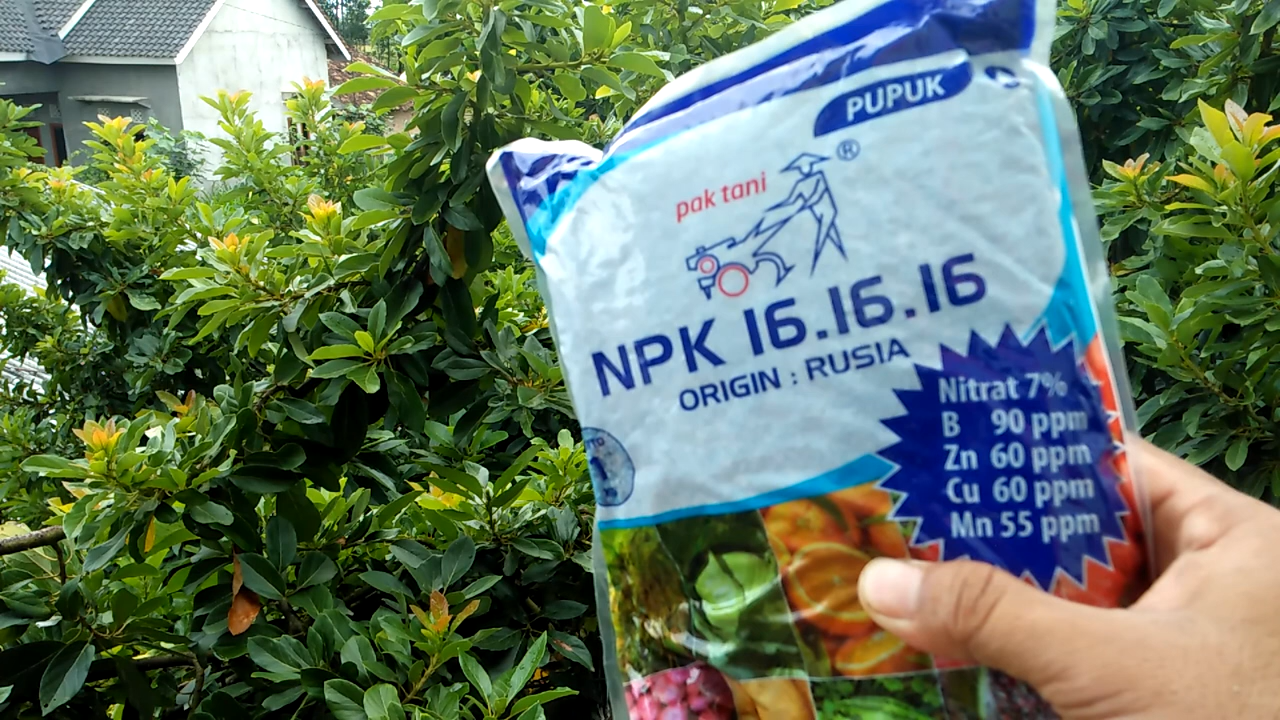 PUPUK
pak tani ®
NPK 16.16.16
ORIGIN : RUSIA
Nitrat 7%
B 90 ppm
Zn 60 ppm
Cu 60 ppm
Mn 55 ppm